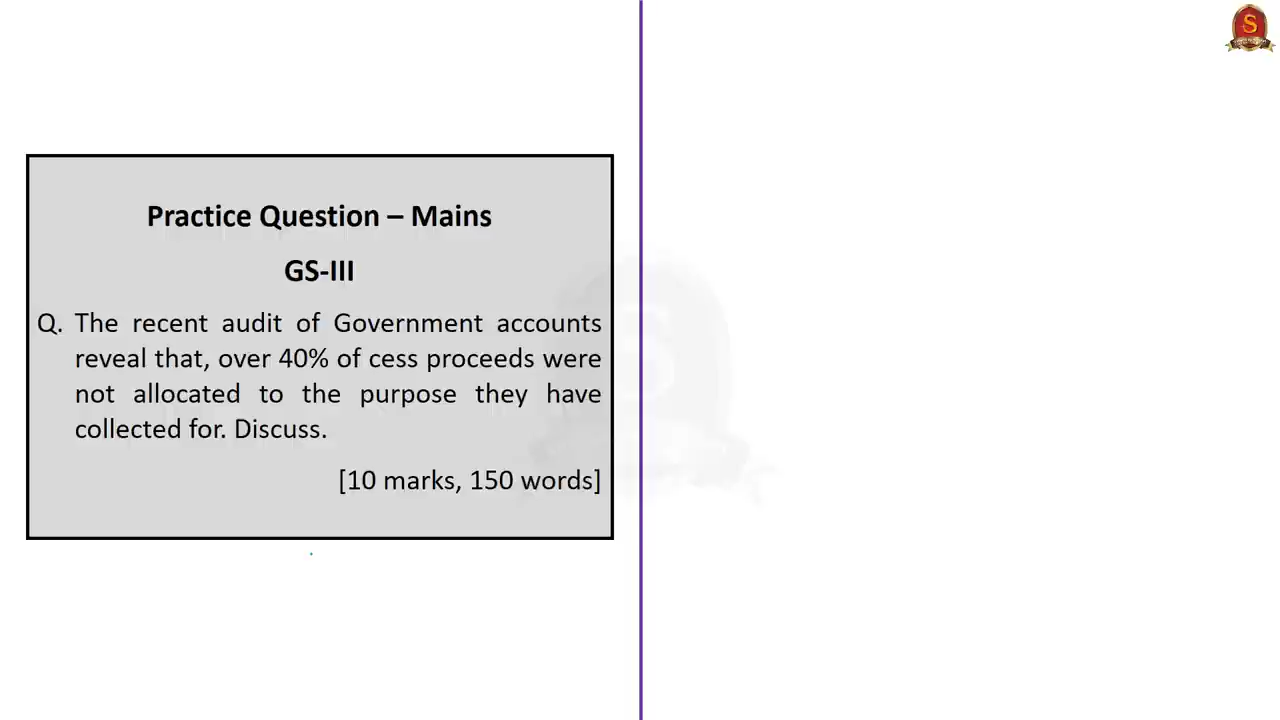 Practice Question – Mains
GS-III
Q. The recent audit of Government accounts
reveal that, over 40% of cess proceeds were
not allocated to the purpose they have
collected for. Discuss.
[10 marks, 150 words]
S